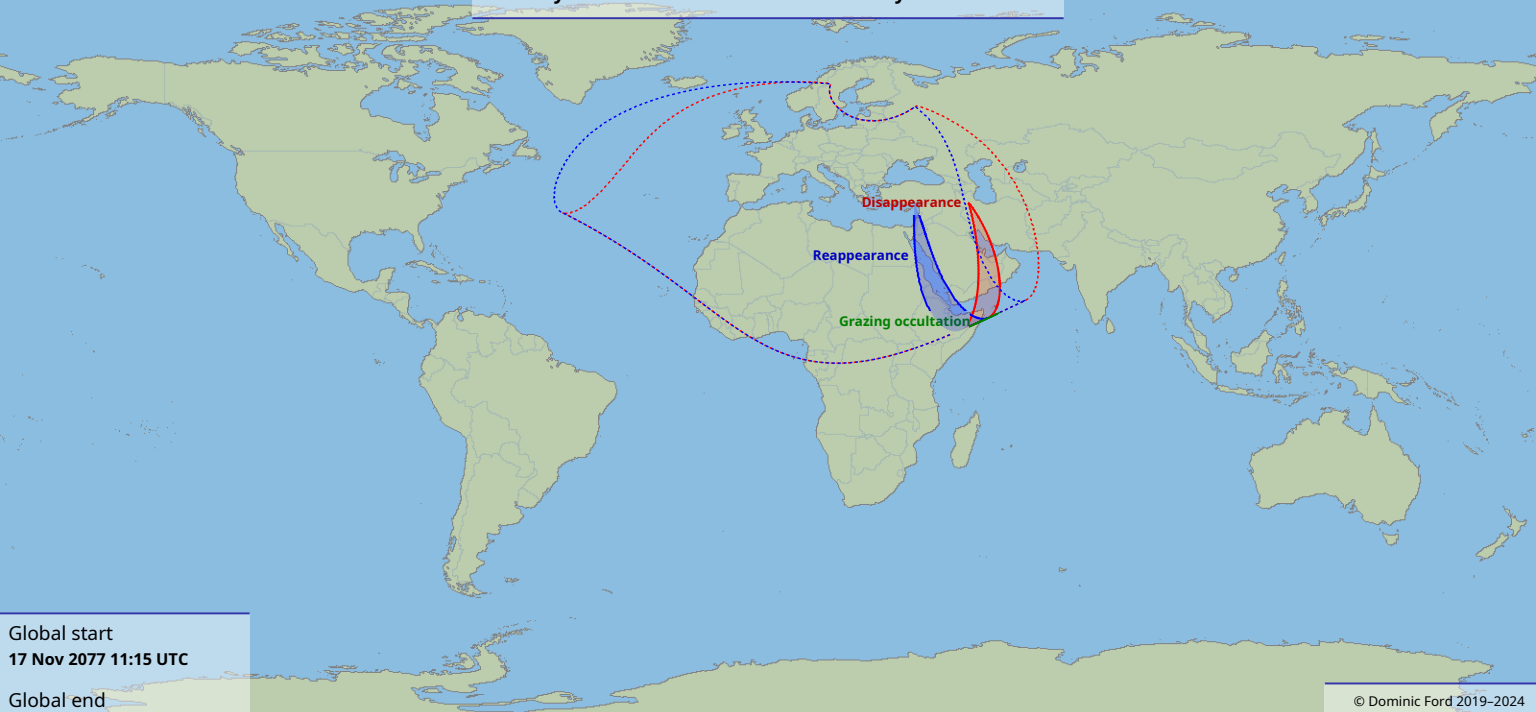 Disappearance
Reappearance
Grazing occultation
Global start
17 Nov 2077 11:15 UTC
Global end
© Dominic Ford 2019–2024